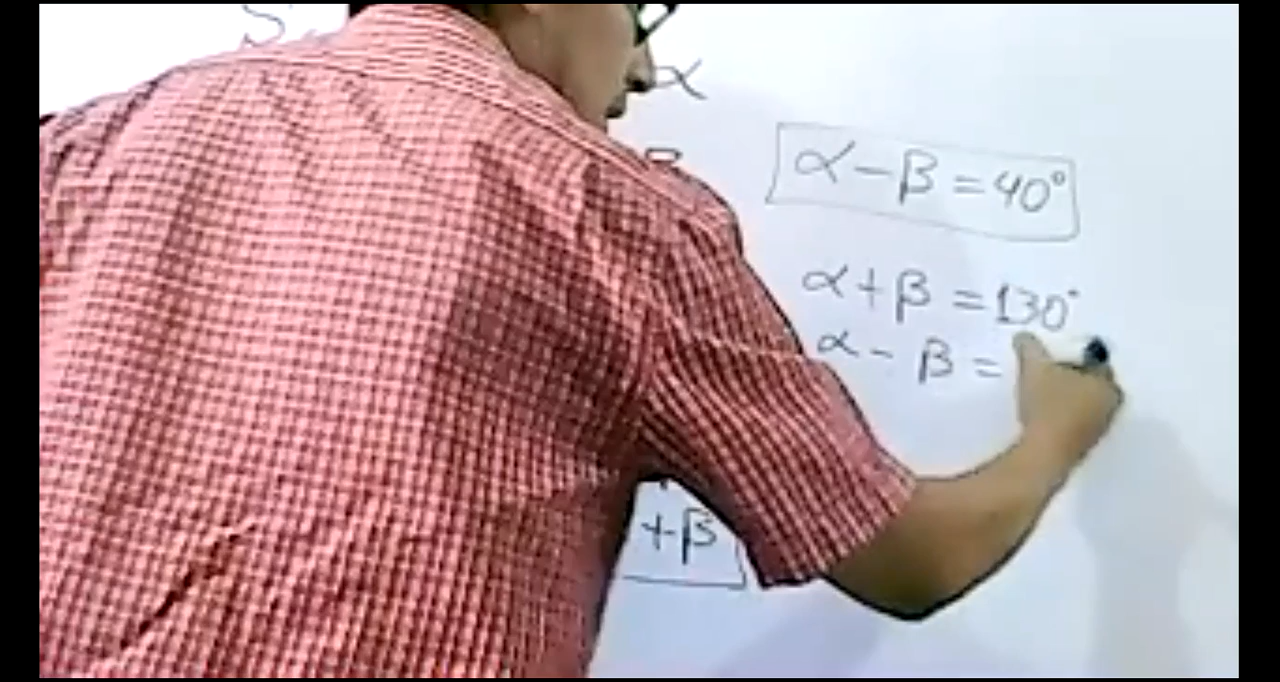 S
α
α - β = 40°
α + β = 130°
α - β =
+ β